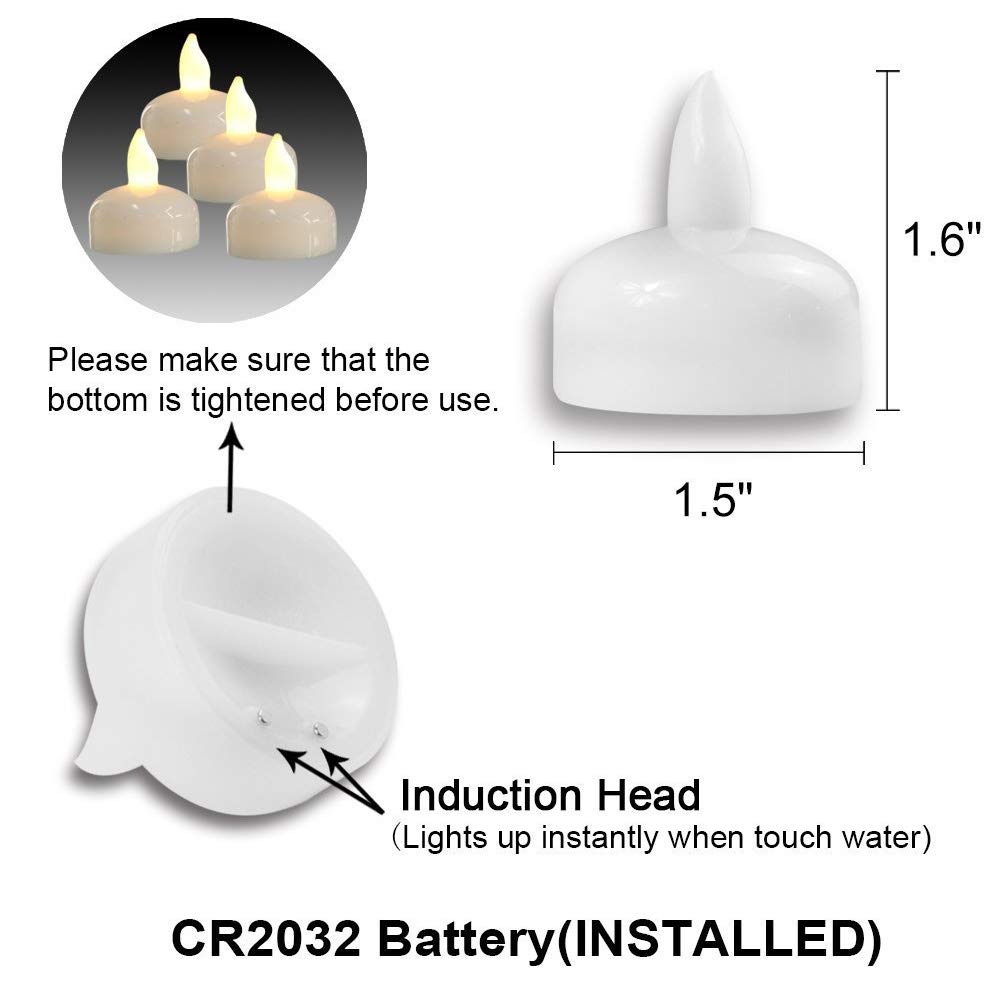 1.6"
Please make sure that the
bottom is tightened before use.
1.5"
Induction Head
(Lights up instantly when touch water)
CR2032 Battery(INSTALLED)